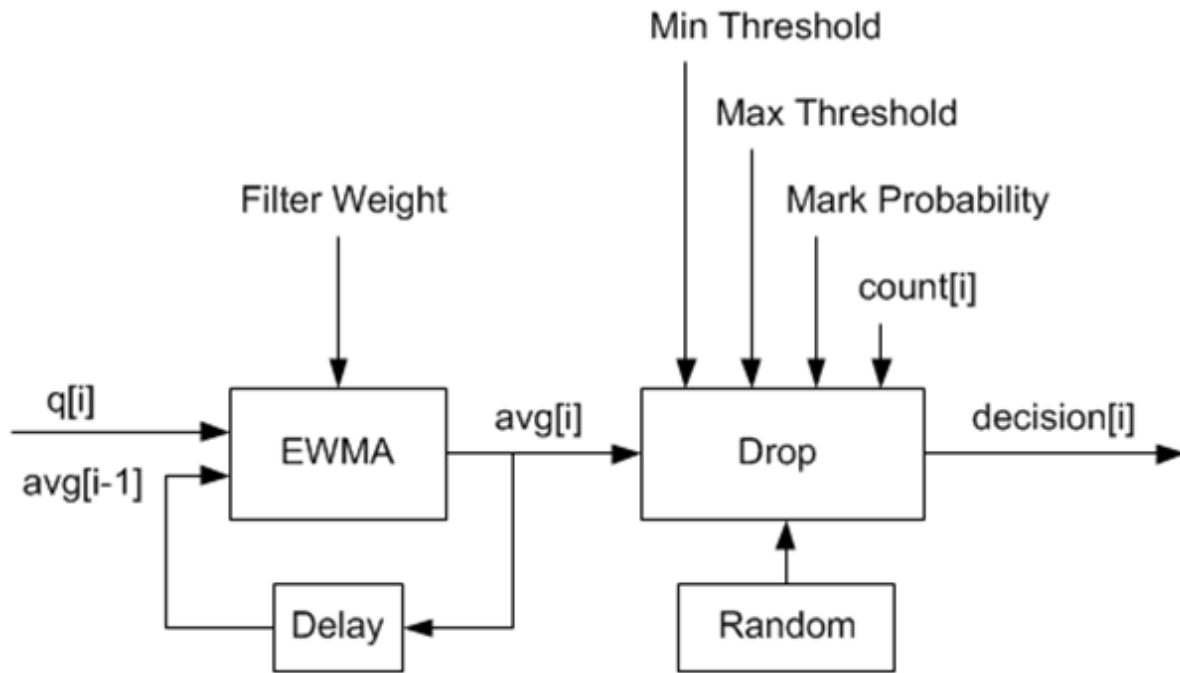 Min Threshold
Max Threshold
Filter Weight
Mark Probability
count[i]
q[i]
avg[i]
decision[i]
EWMA
Drop
avg[i-1]
Delay
Random